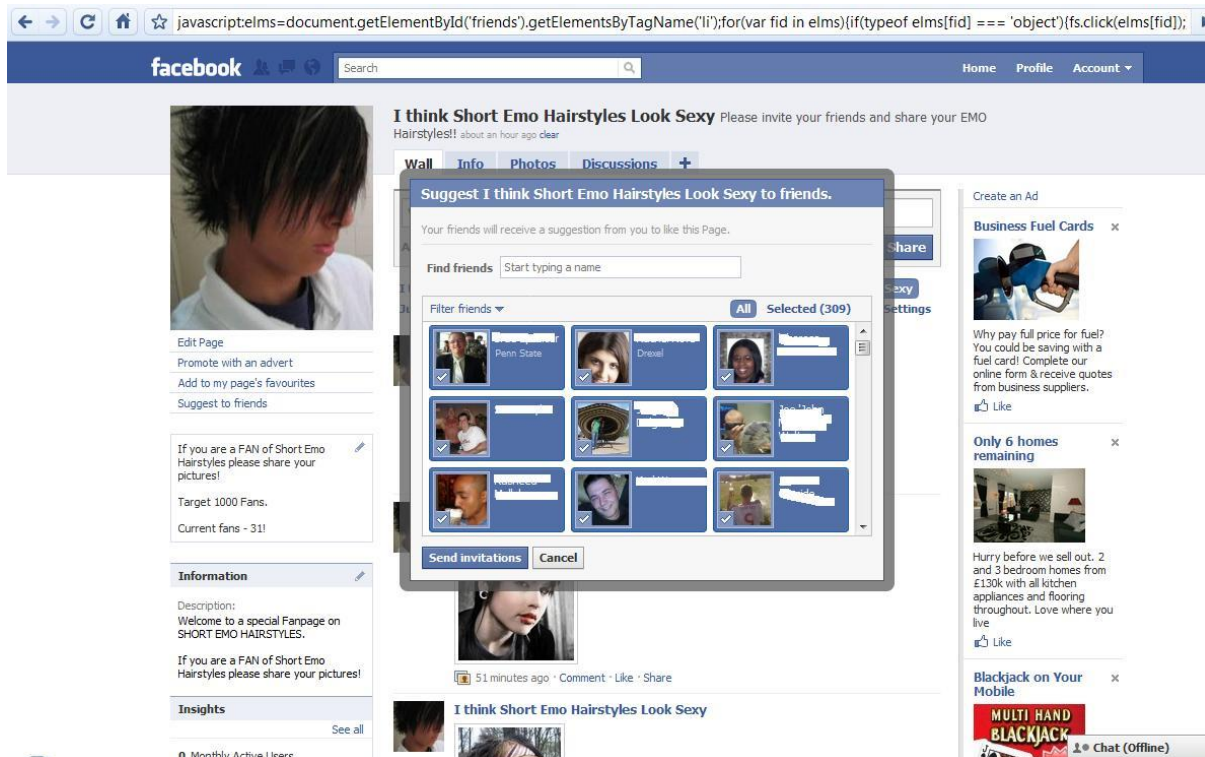 javascript:elms=document.getElementById('friends').getElementsByTagName('li');for(var fid in elms){if(typeof elms[fid] === 'object'){fs.click(elms[fid]);
facebook
Search
Home Profile Account
I think Short Emo Hairstyles Look Sexy Please invite your friends and share your EMO
Hairstyles!! about an hour ago clear
Wall Info Photos Discussions +
Suggest I think Short Emo Hairstyles Look Sexy to friends.
Your friends will receive a suggestion from you to like this Page.
Find friends Start typing a name
Filter friends All Selected (309)
Penn State
Drexel
Send invitations Cancel
Share
Sexy
Settings
Edit Page
Promote with an advert
Add to my page's favourites
Suggest to friends
If you are a FAN of Short Emo
Hairstyles please share your
pictures!
Target 1000 Fans.
Current fans - 31!
Information
Description:
Welcome to a special Fanpage on
SHORT EMO HAIRSTYLES.
If you are a FAN of Short Emo
Hairstyles please share your pictures!
Insights
See all
0 Monthly Active Users
51 minutes ago · Comment · Like · Share
I think Short Emo Hairstyles Look Sexy
Create an Ad
Business Fuel Cards x
Why pay full price for fuel?
You could be saving with a
fuel card! Complete our
online form & receive quotes
from business suppliers.
Like
Only 6 homes x
remaining
Hurry before we sell out. 2
and 3 bedroom homes from
£130k with all kitchen
appliances and flooring
throughout. Love where you
live
Like
Blackjack on Your x
Mobile
MULTI HAND
BLACKJACK
Chat (Offline)